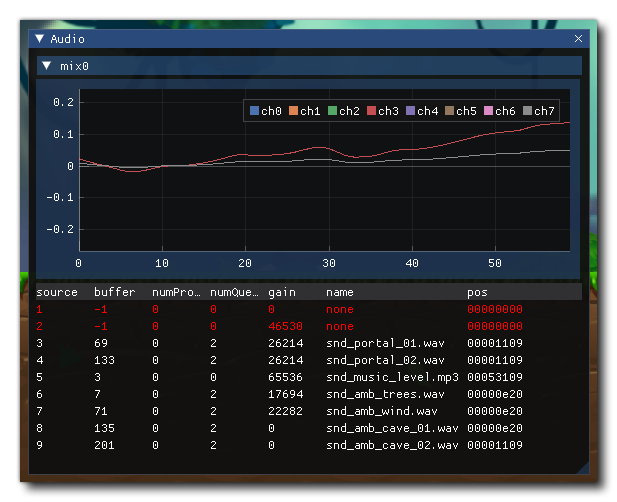 Audio
mix0
ch0 ch1 ch2 ch3 ch4 ch5 ch6 ch7
0.2
0.1
0
-0.1
-0.2
0 10 20 30 40 50
source buffer numPro… numQue… gain name pos
1 -1 0 0 0 none 00000000
2 -1 0 0 46530 none 00000000
3 69 0 2 26214 snd_portal_01.wav 00001109
4 133 0 2 26214 snd_portal_02.wav 00001109
5 3 0 0 65536 snd_music_level.mp3 00053109
6 7 0 2 17694 snd_amb_trees.wav 00000e20
7 71 0 2 22282 snd_amb_wind.wav 00000e20
8 135 0 2 0 snd_amb_cave_01.wav 00000e20
9 201 0 2 0 snd_amb_cave_02.wav 00001109